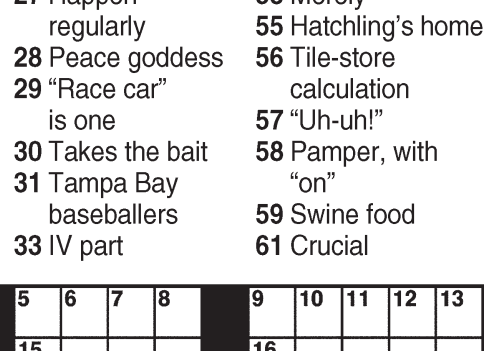 regularly
28 Peace goddess
29 “Race car”
is one
30 Takes the bait
31 Tampa Bay
baseballers
33 IV part
55 Hatchling’s home
56 Tile-store
calculation
57 “Uh-uh!”
58 Pamper, with
“on”
59 Swine food
61 Crucial
5 6 7 8 9 10 11 12 13
15 16